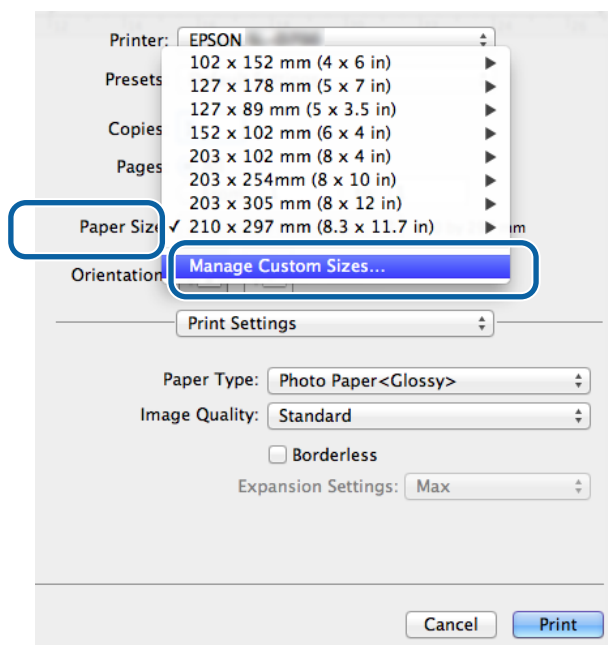 Printer: EPSON
102 x 152 mm (4 x 6 in)
Presets
127 x 178 mm (5 x 7 in)
127 x 89 mm (5 x 3.5 in)
Copies
152 x 102 mm (6 x 4 in)
203 x 102 mm (8 x 4 in)
Pages
203 x 254mm (8 x 10 in)
203 x 305 mm (8 x 12 in)
Paper Size ✓ 210 x 297 mm (8.3 x 11.7 in) mm
Manage Custom Sizes...
Orientation
Print Settings
Paper Type: Photo Paper<Glossy>
Image Quality: Standard
Borderless
Expansion Settings: Max
Cancel Print